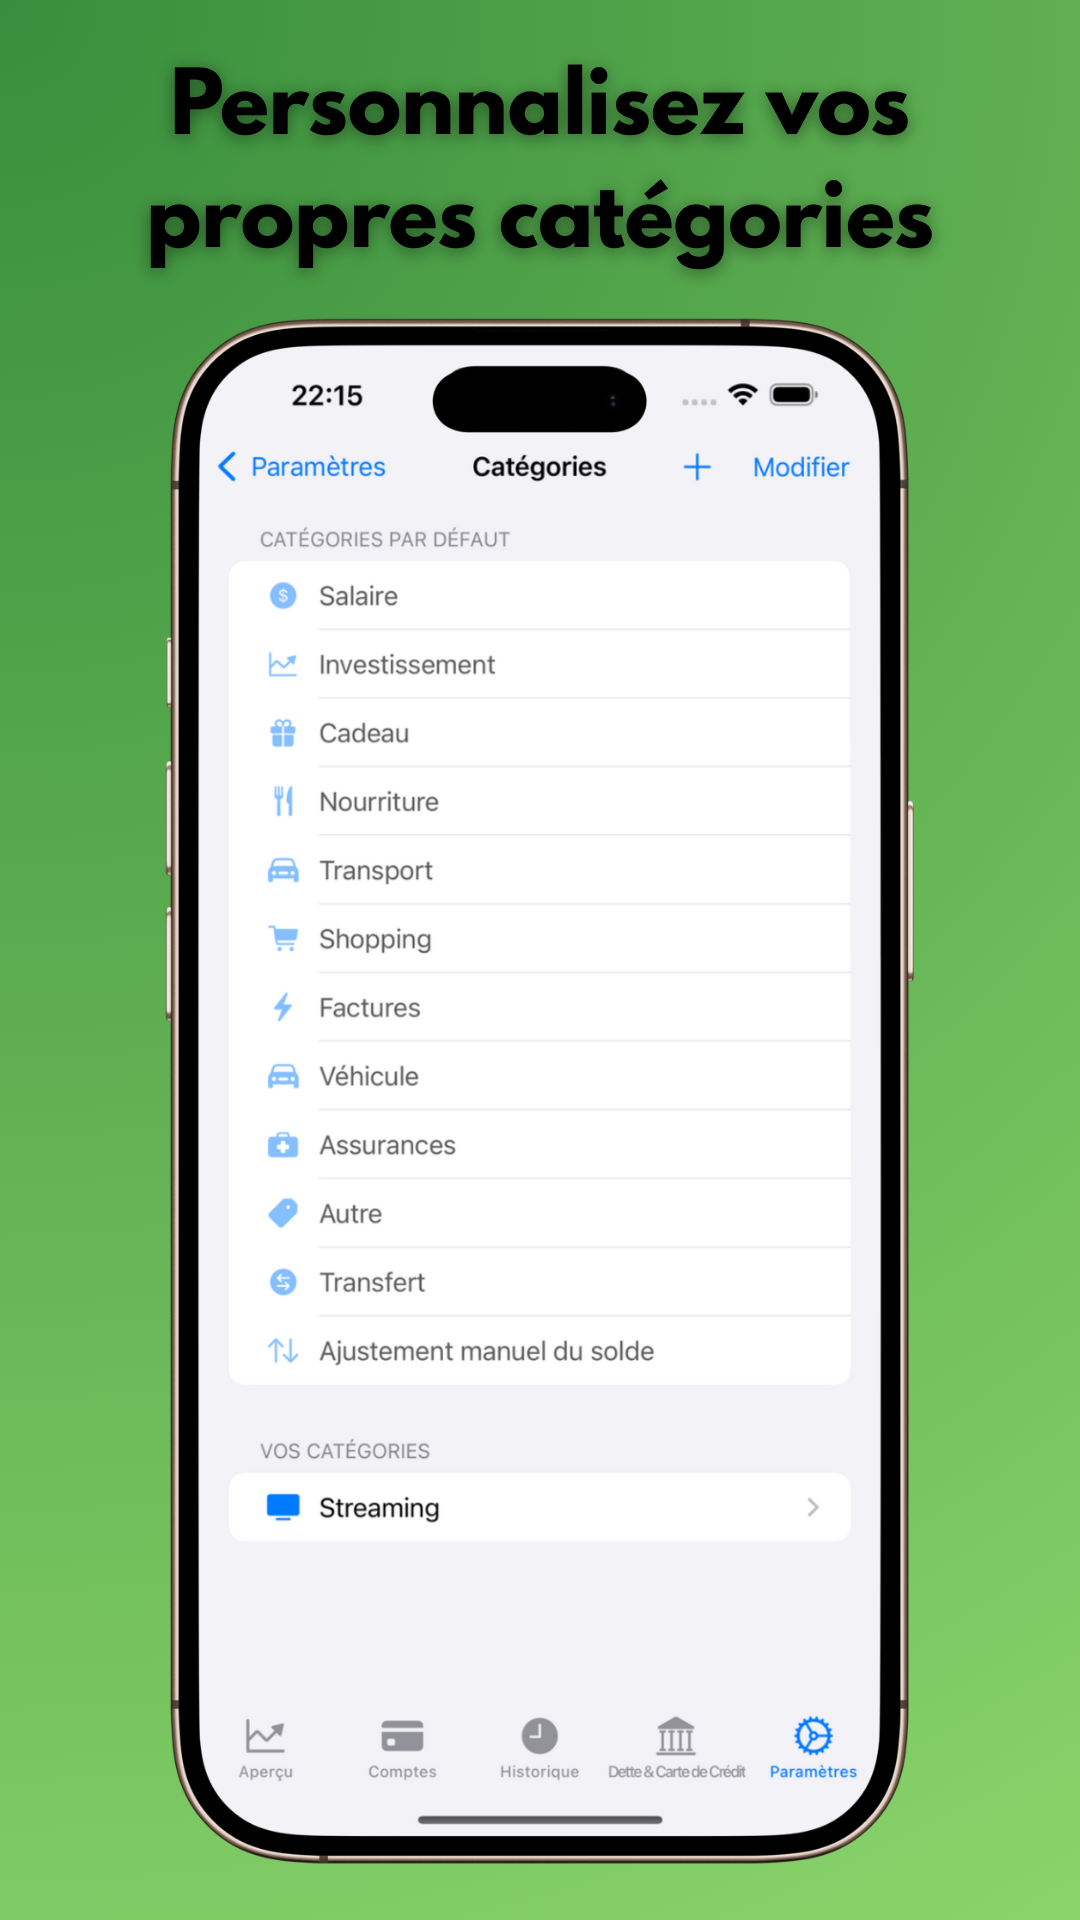 Personnalisez vos
propres catégories
22:15
Paramètres
Catégories
Modifier
CATÉGORIES PAR DÉFAUT
Salaire
Investissement
Cadeau
Nourriture
Transport
Shopping
Factures
Véhicule
Assurances
Autre
Transfert
Ajustement manuel du solde
VOS CATÉGORIES
Streaming
Aperçu
Comptes
Historique
Dette & Carte de Crédit
Paramètres